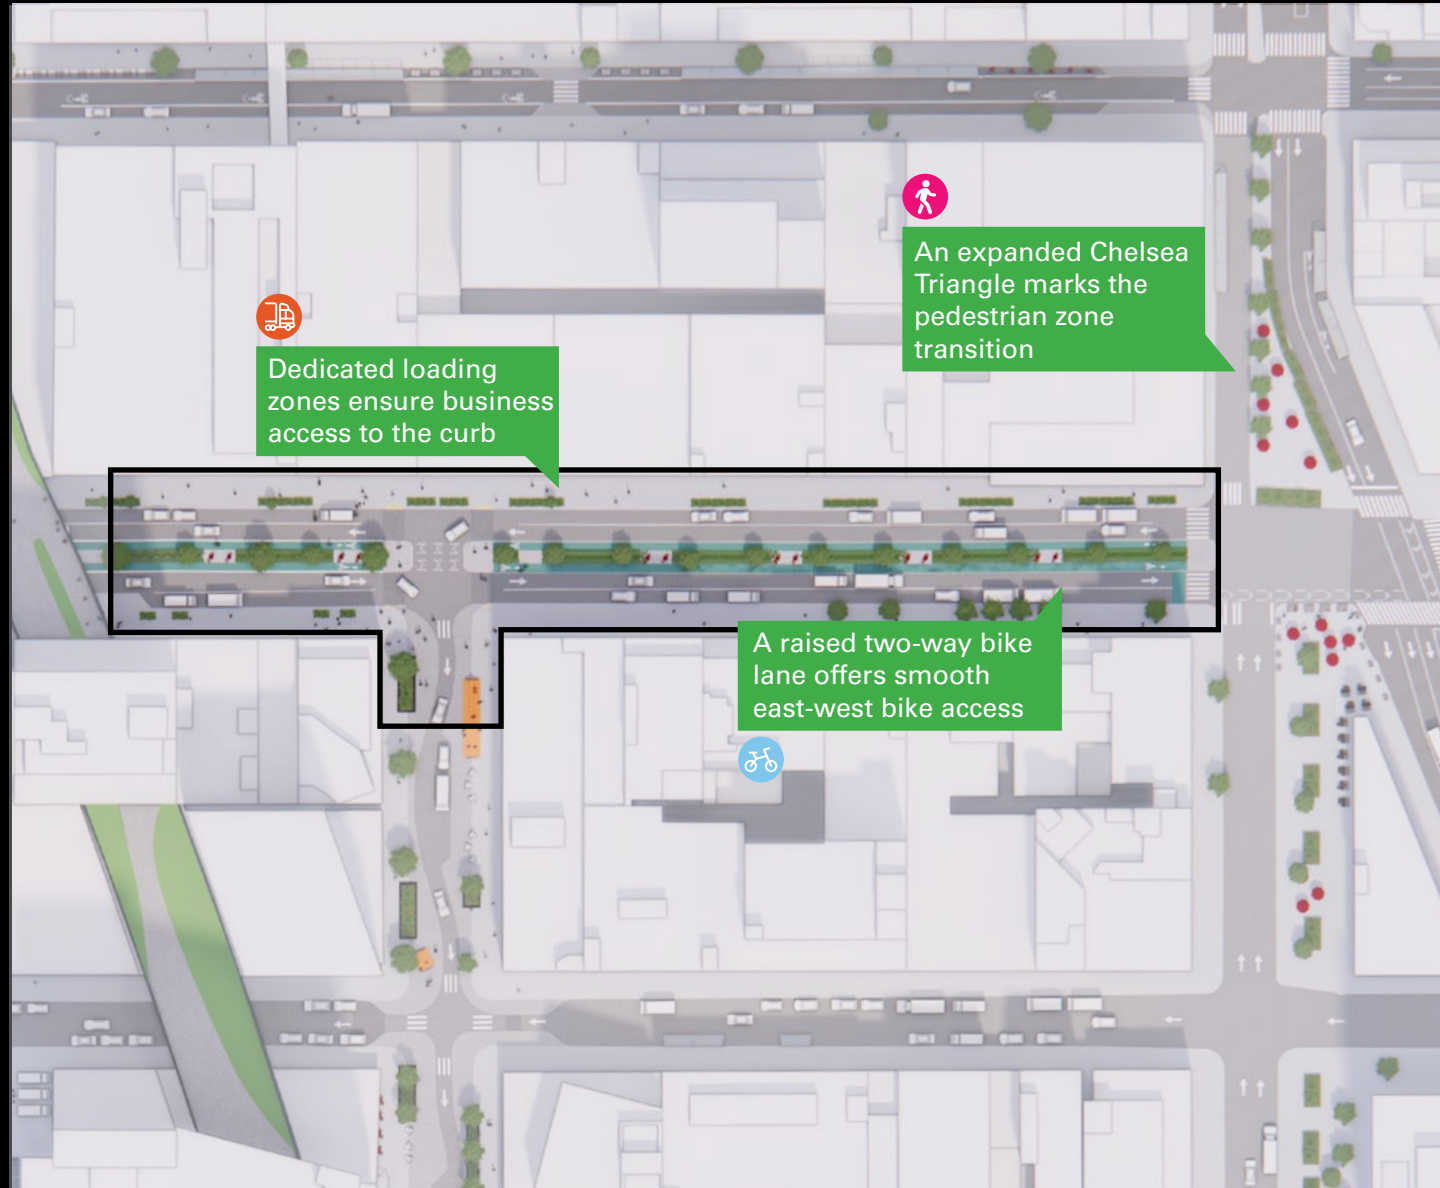 An expanded Chelsea
Triangle marks the
pedestrian zone
transition
Dedicated loading
zones ensure business
access to the curb
A raised two-way bike
lane offers smooth
east-west bike access